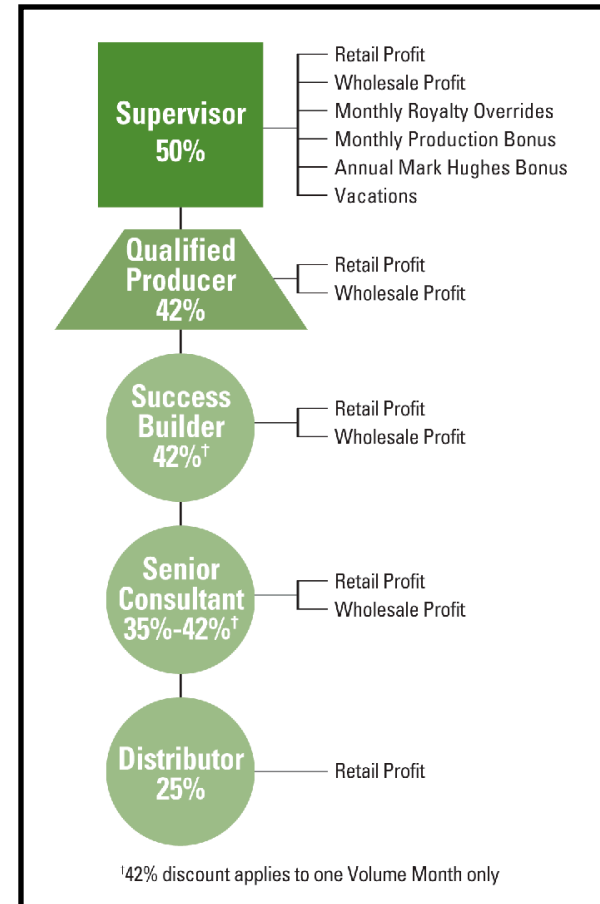 Supervisor
50%
Retail Profit
Wholesale Profit
Monthly Royalty Overrides
Monthly Production Bonus
Annual Mark Hughes Bonus
Vacations
Qualified
Producer
42%
Retail Profit
Wholesale Profit
Success
Builder
42%†
Retail Profit
Wholesale Profit
Senior
Consultant
35%-42%†
Retail Profit
Wholesale Profit
Distributor
25%
Retail Profit
†42% discount applies to one Volume Month only